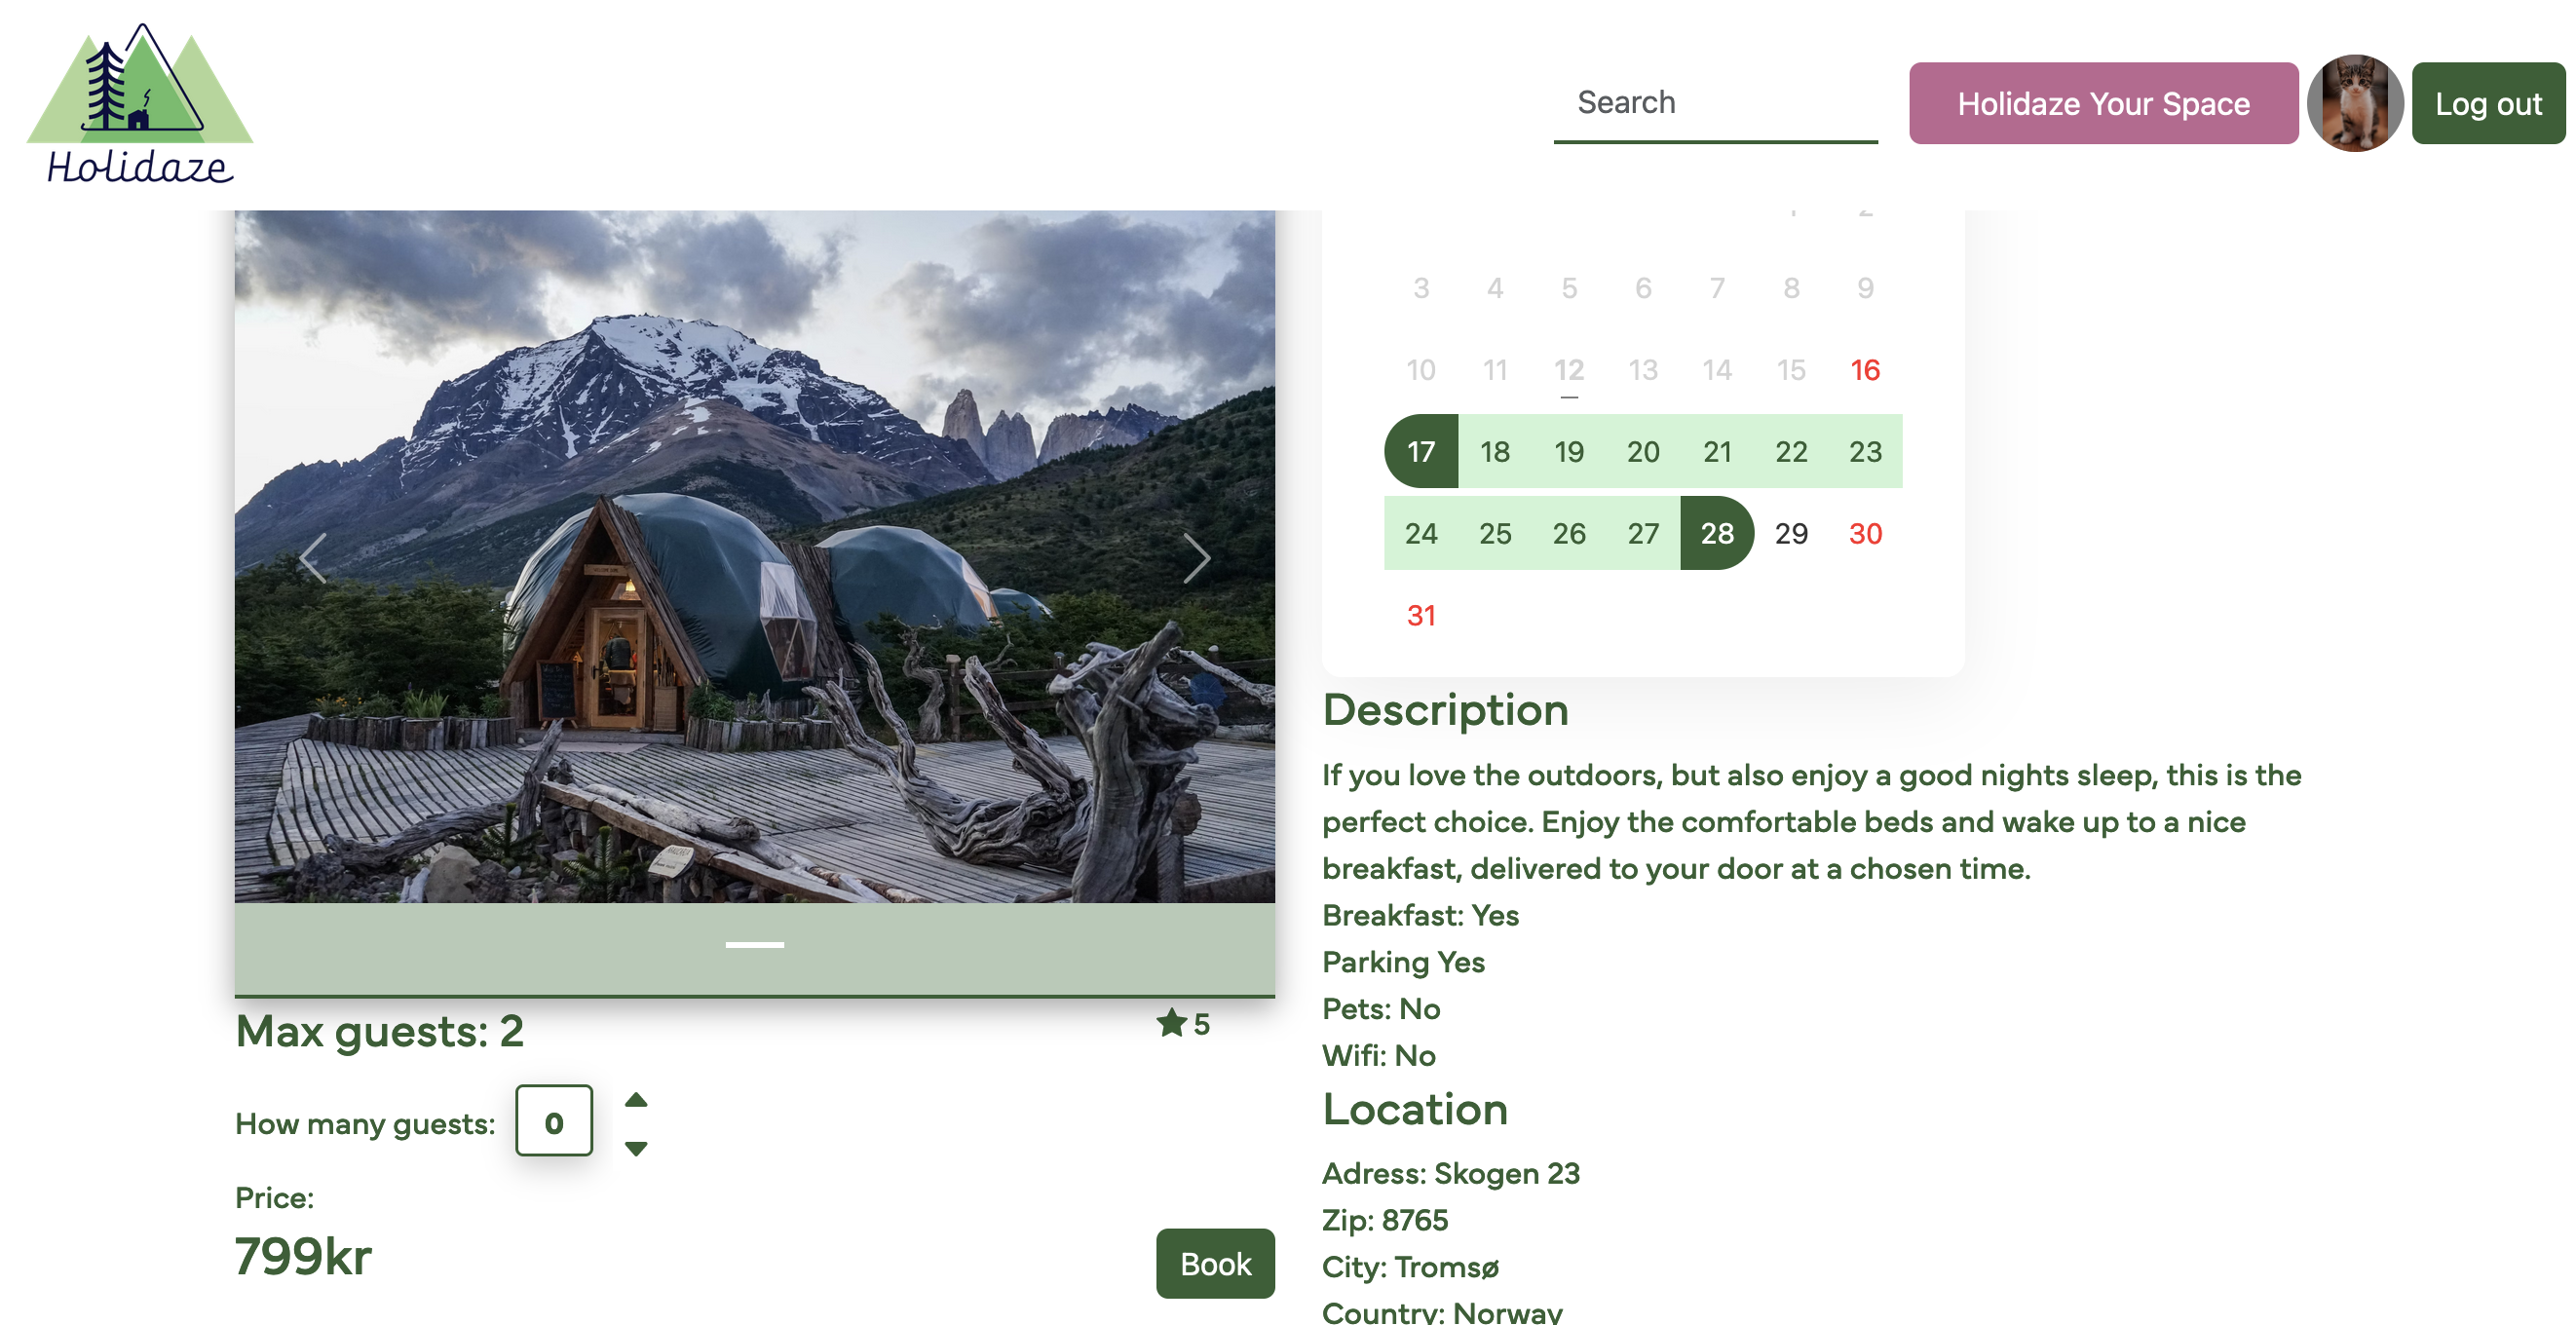 Holidaze
Search
Holidaze Your Space
Log out
1 2
3 4 5 6 7 8 9
10 11 12 13 14 15 16
17 18 19 20 21 22 23
24 25 26 27 28 29 30
31
Max guests: 2
5
How many guests: 0
Price:
799kr
Book
Description
If you love the outdoors, but also enjoy a good nights sleep, this is the
perfect choice. Enjoy the comfortable beds and wake up to a nice
breakfast, delivered to your door at a chosen time.
Breakfast: Yes
Parking Yes
Pets: No
Wifi: No
Location
Adress: Skogen 23
Zip: 8765
City: Tromsø
Country: Norway